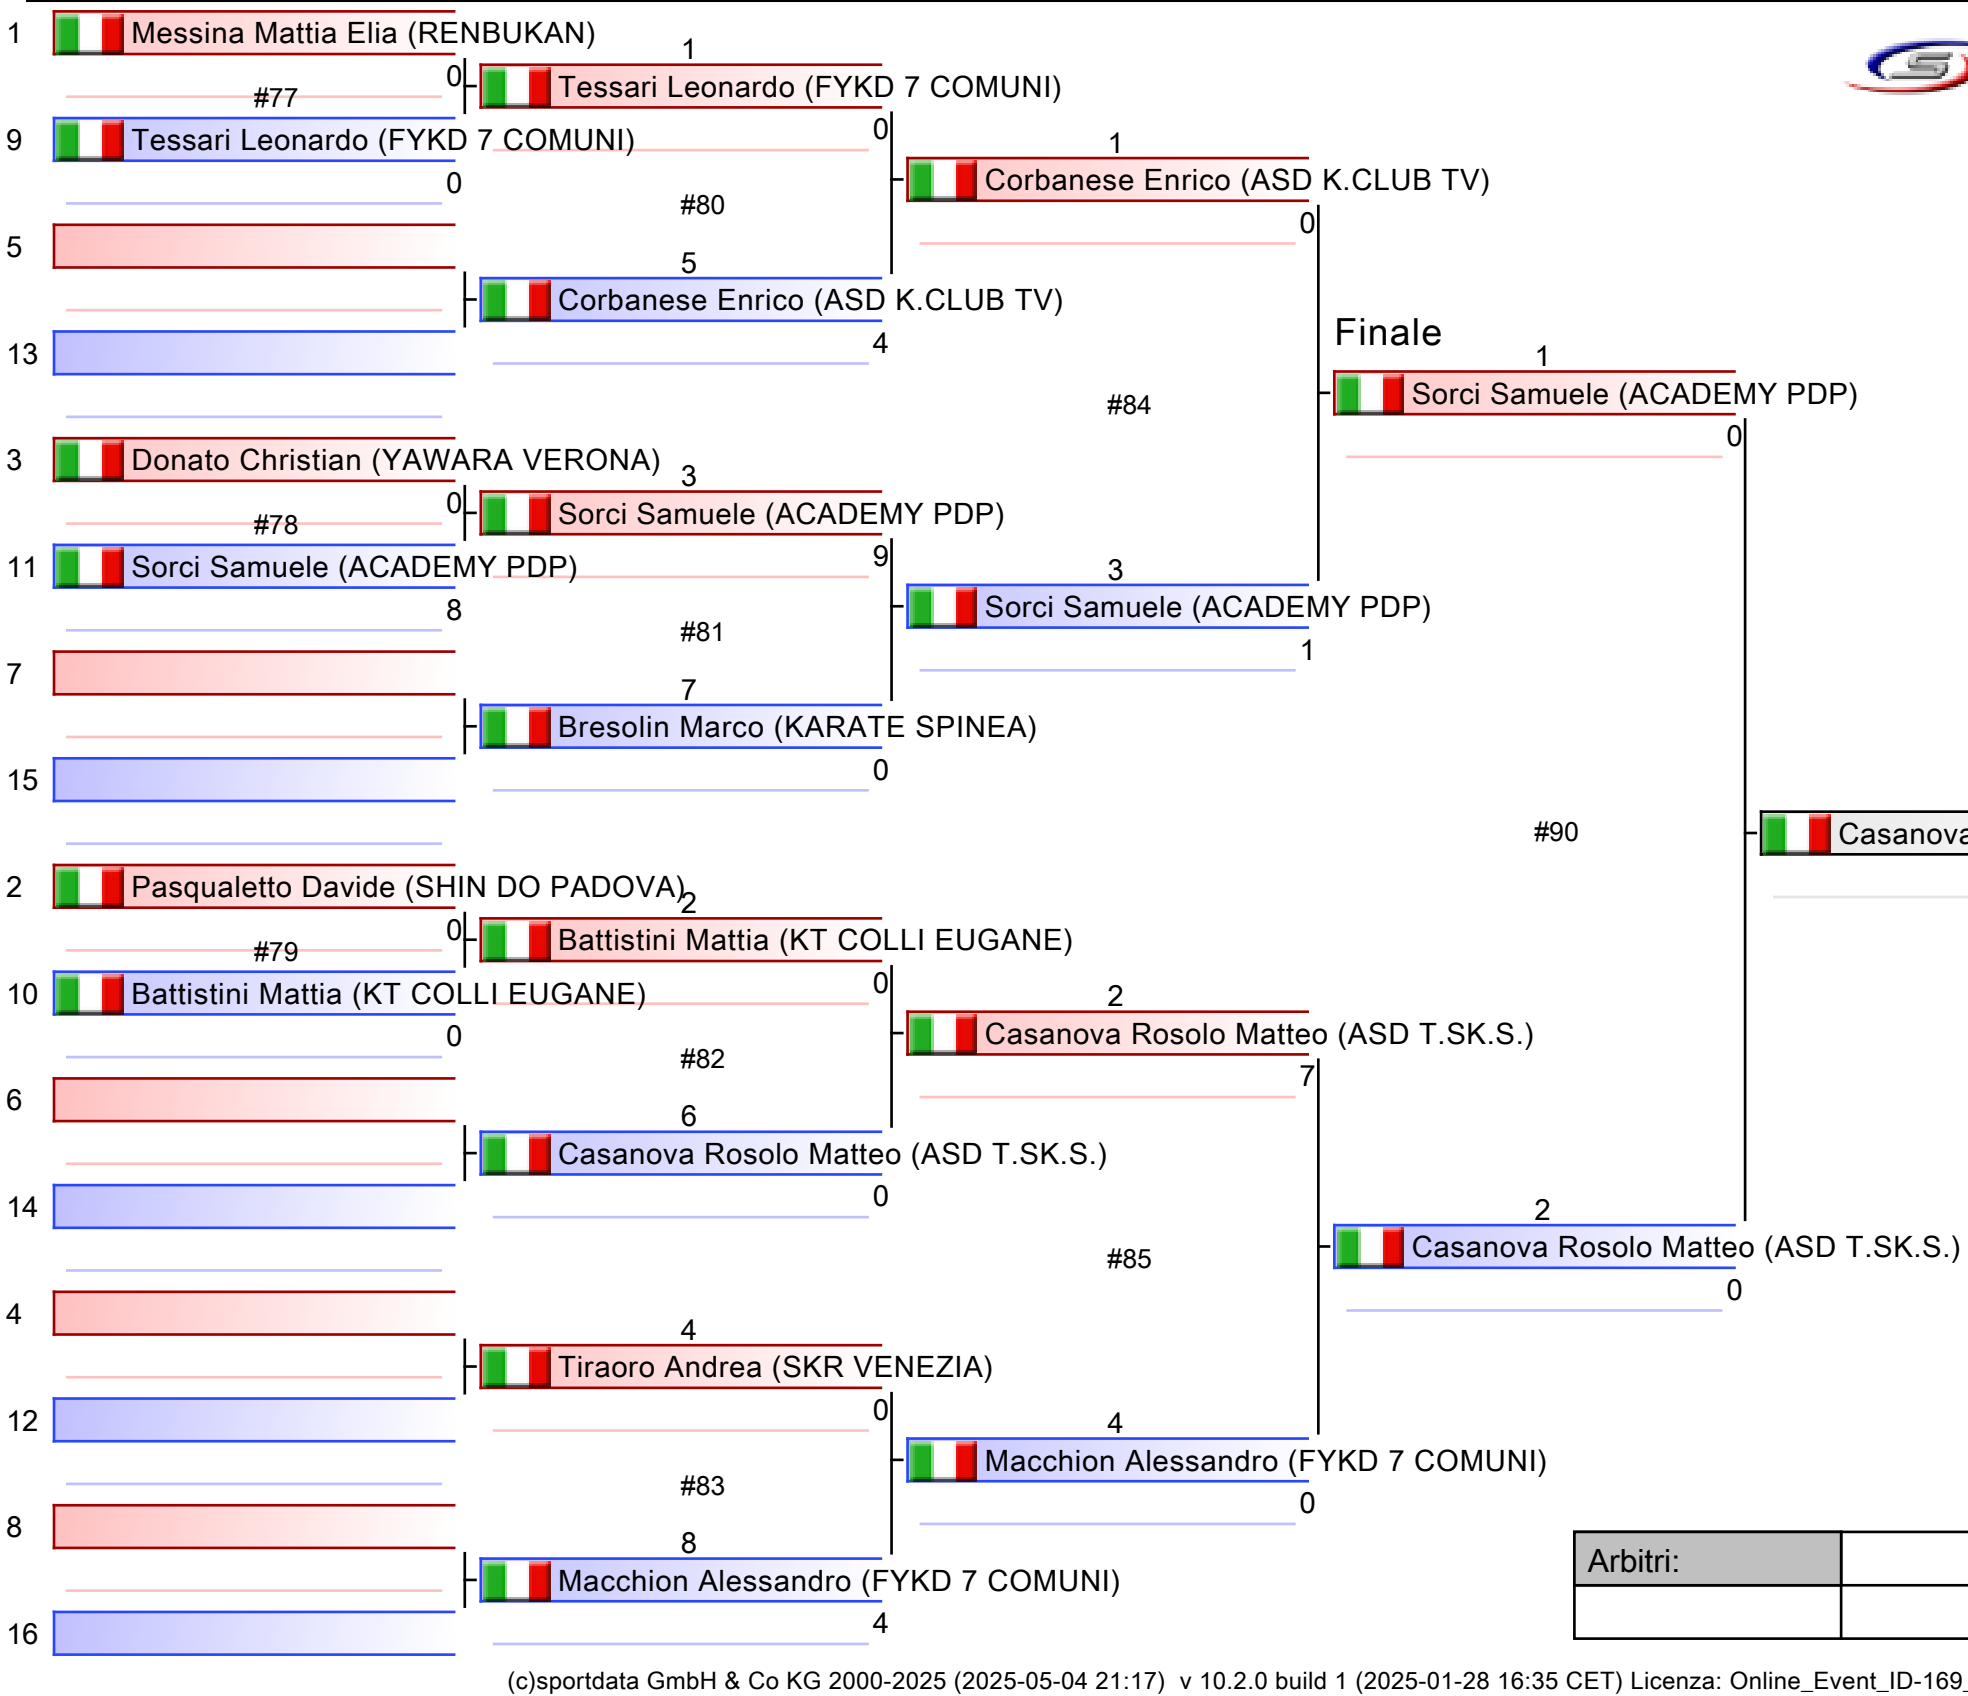 1 Messina Mattia Elia (RENBUKAN)
0
#77
9 Tessari Leonardo (FYKD 7 COMUNI)
0
5
13
3 Donato Christian (YAWARA VERONA)
0
#78
11 Sorci Samuele (ACADEMY PDP)
8
7
15
2 Pasqualetto Davide (SHIN DO PADOVA)
0
#79
10 Battistini Mattia (KT COLLI EUGANE)
0
6
14
4
12
8
16
1
Tessari Leonardo (FYKD 7 COMUNI)
0
#80
5
Corbanese Enrico (ASD K.CLUB TV)
4
3
Sorci Samuele (ACADEMY PDP)
9
#81
7
Bresolin Marco (KARATE SPINEA)
0
2
Battistini Mattia (KT COLLI EUGANE)
0
#82
6
Casanova Rosolo Matteo (ASD T.SK.S.)
0
4
Tiraoro Andrea (SKR VENEZIA)
0
#83
8
Macchion Alessandro (FYKD 7 COMUNI)
4
1
Corbanese Enrico (ASD K.CLUB TV)
0
#84
3
Sorci Samuele (ACADEMY PDP)
1
2
Casanova Rosolo Matteo (ASD T.SK.S.)
7
#85
4
Macchion Alessandro (FYKD 7 COMUNI)
0
Finale
1
Sorci Samuele (ACADEMY PDP)
0
#90
2
Casanova Rosolo Matteo (ASD T.SK.S.)
0
Casanova
S
Arbitri:
(c)sportdata GmbH & Co KG 2000-2025 (2025-05-04 21:17) v 10.2.0 build 1 (2025-01-28 16:35 CET) Licenza: Online_Event_ID-169_